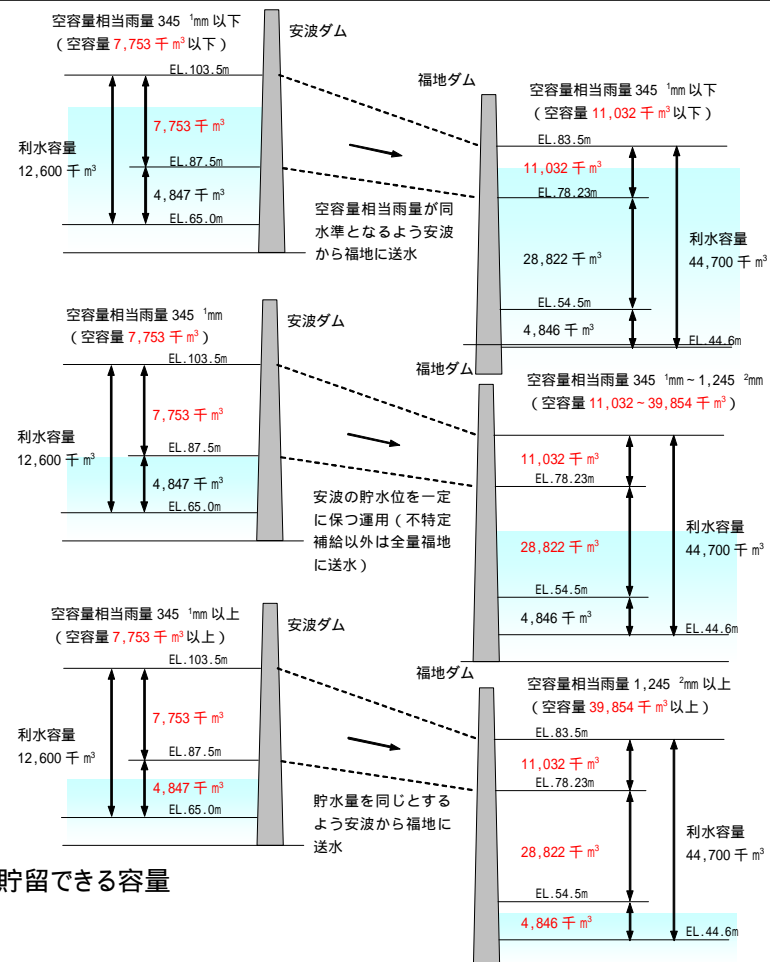 空容量相当雨量 345 ¹mm 以下
（空容量 7,753 千 m³ 以下）
安波ダム
EL.103.5m
7,753 千 m³
利水容量
12,600 千 m³
EL.87.5m
4,847 千 m³
EL.65.0m
空容量相当雨量が同
水準となるよう安波
から福地に送水
福地ダム
空容量相当雨量 345 ¹mm 以下
（空容量 11,032 千 m³ 以下）
EL.83.5m
11,032 千 m³
EL.78.23m
利水容量
44,700 千 m³
28,822 千 m³
EL.54.5m
4,846 千 m³
EL.44.6m
空容量相当雨量 345 ¹mm
（空容量 7,753 千 m³）
安波ダム
EL.103.5m
7,753 千 m³
利水容量
12,600 千 m³
EL.87.5m
4,847 千 m³
EL.65.0m
安波の貯水位を一定
に保つ運用（不特定
補給以外は全量福地
に送水）
福地ダム
空容量相当雨量 345 ¹mm～1,245 ²mm
（空容量 11,032～39,854 千 m³）
11,032 千 m³
EL.78.23m
利水容量
44,700 千 m³
28,822 千 m³
EL.54.5m
4,846 千 m³
EL.44.6m
空容量相当雨量 345 ¹mm 以上
（空容量 7,753 千 m³ 以上）
安波ダム
EL.103.5m
7,753 千 m³
利水容量
12,600 千 m³
EL.87.5m
4,847 千 m³
EL.65.0m
貯水量を同じとする
よう安波から福地に
送水
福地ダム
空容量相当雨量 1,245 ²mm 以上
（空容量 39,854 千 m³ 以上）
EL.83.5m
11,032 千 m³
EL.78.23m
利水容量
44,700 千 m³
28,822 千 m³
EL.54.5m
4,846 千 m³
EL.44.6m
貯留できる容量